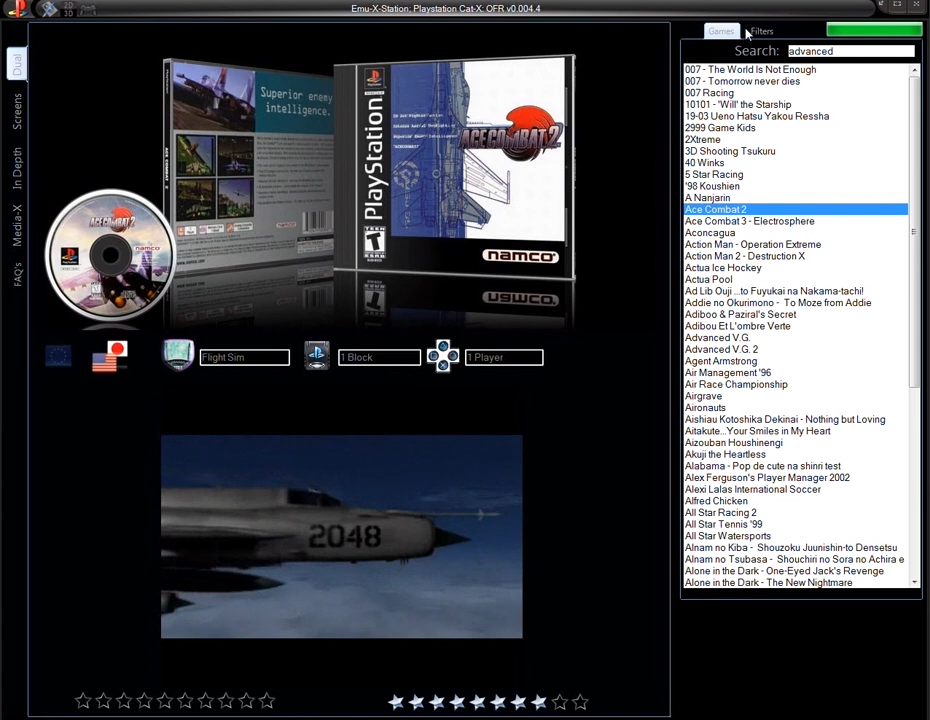 Emu-X-Station; Playstation Cat-X: OFR v0.004.4
2D
3D
Games
Filters
Search:
advanced
Dual
Screens
In Depth
Media-X
FAQ's
Superior enemy
intelligence.
PlayStation
ACE COMBAT 2
TEEN
namco
ACE COMBAT 2
namco
Flight Sim
1 Block
1 Player
2048
007 - The World Is Not Enough
007 - Tomorrow never dies
007 Racing
10101 - 'Will' the Starship
19-03 Ueno Hatsu Yakou Ressha
2999 Game Kids
2Xtreme
3D Shooting Tsukuru
40 Winks
5 Star Racing
'98 Koushien
A Nanjarin
Ace Combat 2
Ace Combat 3 - Electrosphere
Aconcagua
Action Man - Operation Extreme
Action Man 2 - Destruction X
Actua Ice Hockey
Actua Pool
Ad Lib Ouji ...to Fuyukai na Nakama-tachi!
Addie no Okurimono - To Moze from Addie
Adiboo & Paziral's Secret
Adibou Et L'ombre Verte
Advanced V.G.
Advanced V.G. 2
Agent Armstrong
Air Management '96
Air Race Championship
Airgrave
Aironauts
Aishiau Kotoshika Dekinai - Nothing but Loving
Aitakute...Your Smiles in My Heart
Aizouban Houshinengi
Akuji the Heartless
Alabama - Pop de cute na shinri test
Alex Ferguson's Player Manager 2002
Alexi Lalas International Soccer
Alfred Chicken
All Star Racing 2
All Star Tennis '99
All Star Watersports
Alnam no Kiba - Shouzoku Juunishin-to Densetsu
Alnam no Tsubasa - Shouchiri no Sora no Achira e
Alone in the Dark - One-Eyed Jack's Revenge
Alone in the Dark - The New Nightmare